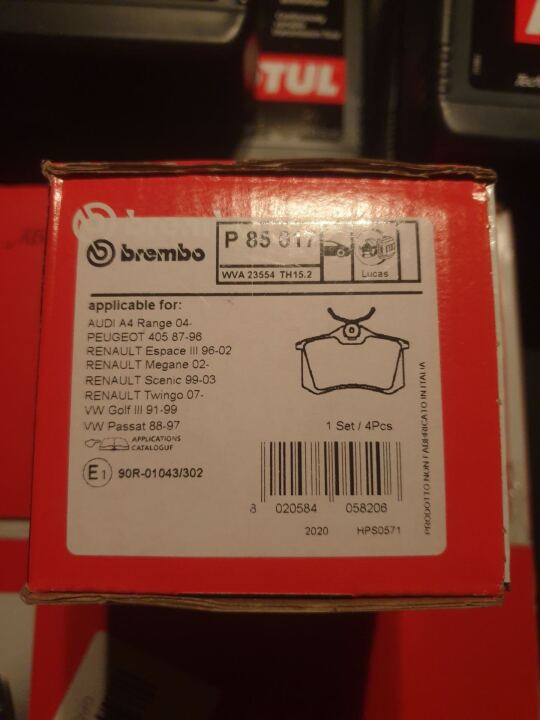 TUL
brembo
P 85 017
WVA 23554 TH15.2
Lucas
applicable for:
AUDI A4 Range 04-
PEUGEOT 405 87-96
RENAULT Espace III 96-02
RENAULT Megane 02-
RENAULT Scenic 99-03
RENAULT Twingo 07-
VW Golf III 91-99
VW Passat 88-97
APPLICATIONS
CATALOGUE
E1 90R-01043/302
1 Set / 4Pcs
8 020584 058206
2020 HPS0571
PRODOTTO NON FABBRICATO IN ITALIA